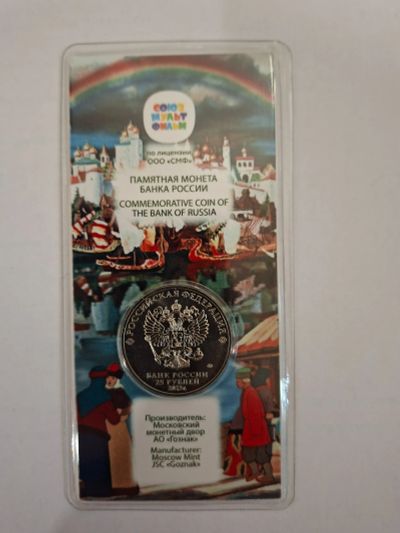 СОЮЗ
МУЛЬТ
ФИЛЬМ
по лицензии
ООО «СМФ»
ПАМЯТНАЯ МОНЕТА
БАНКА РОССИИ
COMMEMORATIVE COIN OF
THE BANK OF RUSSIA
РОССИЙСКАЯ ФЕДЕРАЦИЯ
БАНК РОССИИ
25 РУБЛЕЙ
Производитель:
Московский
монетный двор
АО «Гознак»
Manufacturer:
Moscow Mint
JSC «Goznak»